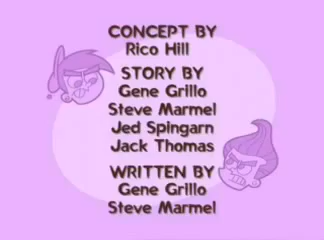 CONCEPT BY
Rico Hill
STORY BY
Gene Grillo
Steve Marmel
Jed Spingarn
Jack Thomas
WRITTEN BY
Gene Grillo
Steve Marmel